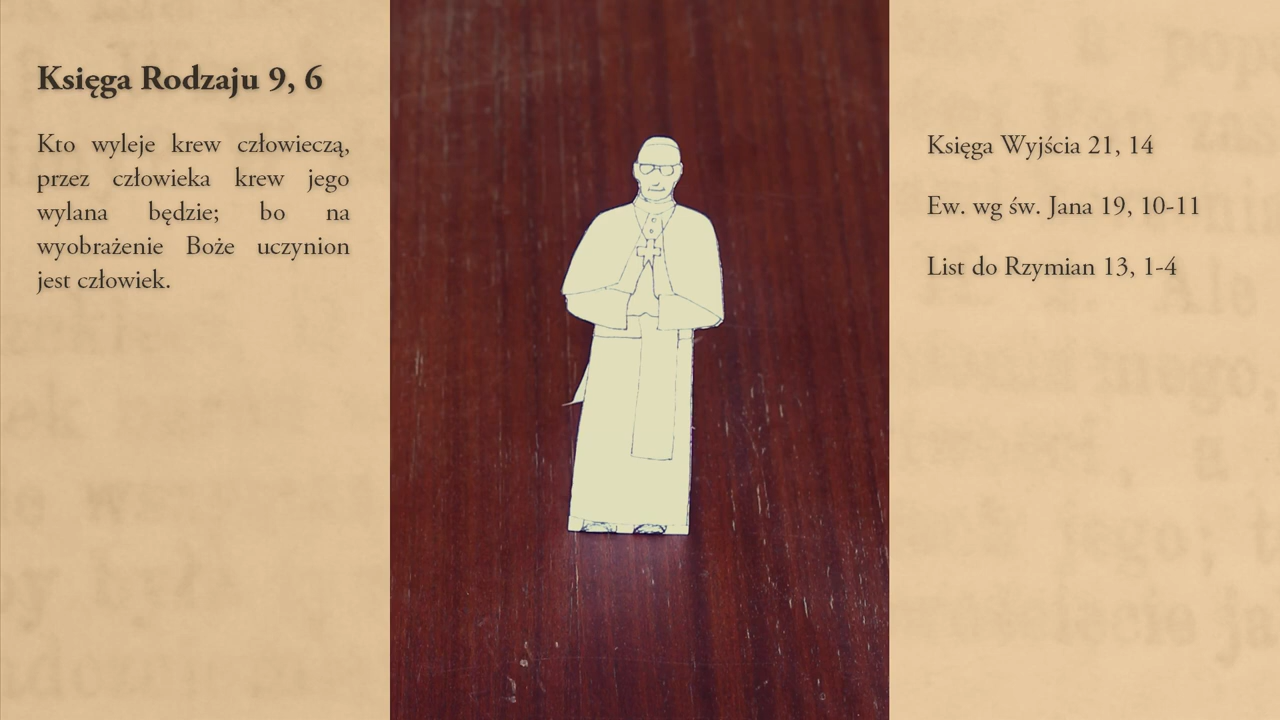 Księga Rodzaju 9, 6
Kto wyleje krew człowieczą,
przez człowieka krew jego
wylana będzie; bo na
wyobrażenie Boże uczynion
jest człowiek.
Księga Wyjścia 21, 14
Ew. wg św. Jana 19, 10-11
List do Rzymian 13, 1-4